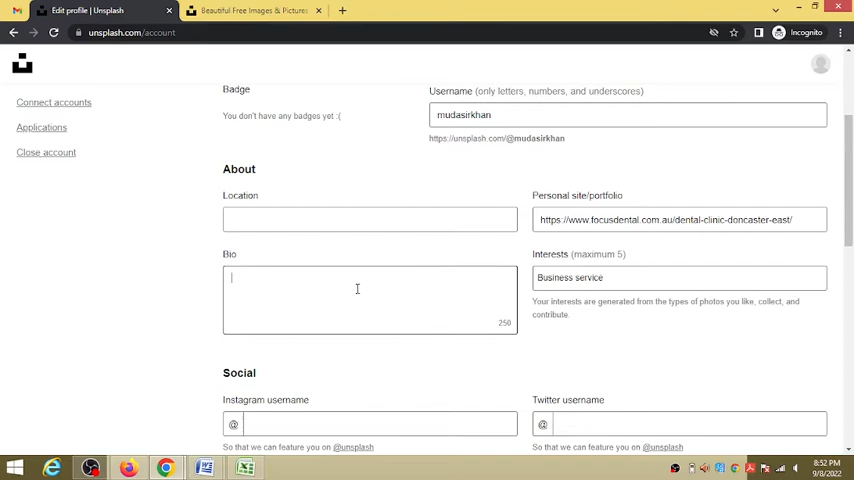 Edit profile | Unsplash
Beautiful Free Images & Pictures
unsplash.com/account
Incognito
Connect accounts
Applications
Close account
Badge
You don't have any badges yet :(
Username (only letters, numbers, and underscores)
mudasirkhan
https://unsplash.com/@mudasirkhan
About
Location
Personal site/portfolio
https://www.focusdental.com.au/dental-clinic-doncaster-east/
Bio
250
Interests (maximum 5)
Business service
Your interests are generated from the types of photos you like, collect, and
contribute.
Social
Instagram username
@
So that we can feature you on @unsplash
Twitter username
@
So that we can feature you on @unsplash
8:52 PM
9/8/2022